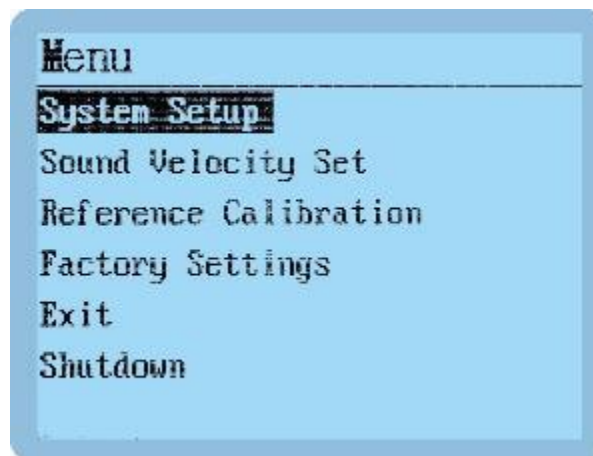 Menu
System Setup
Sound Velocity Set
Reference Calibration
Factory Settings
Exit
Shutdown